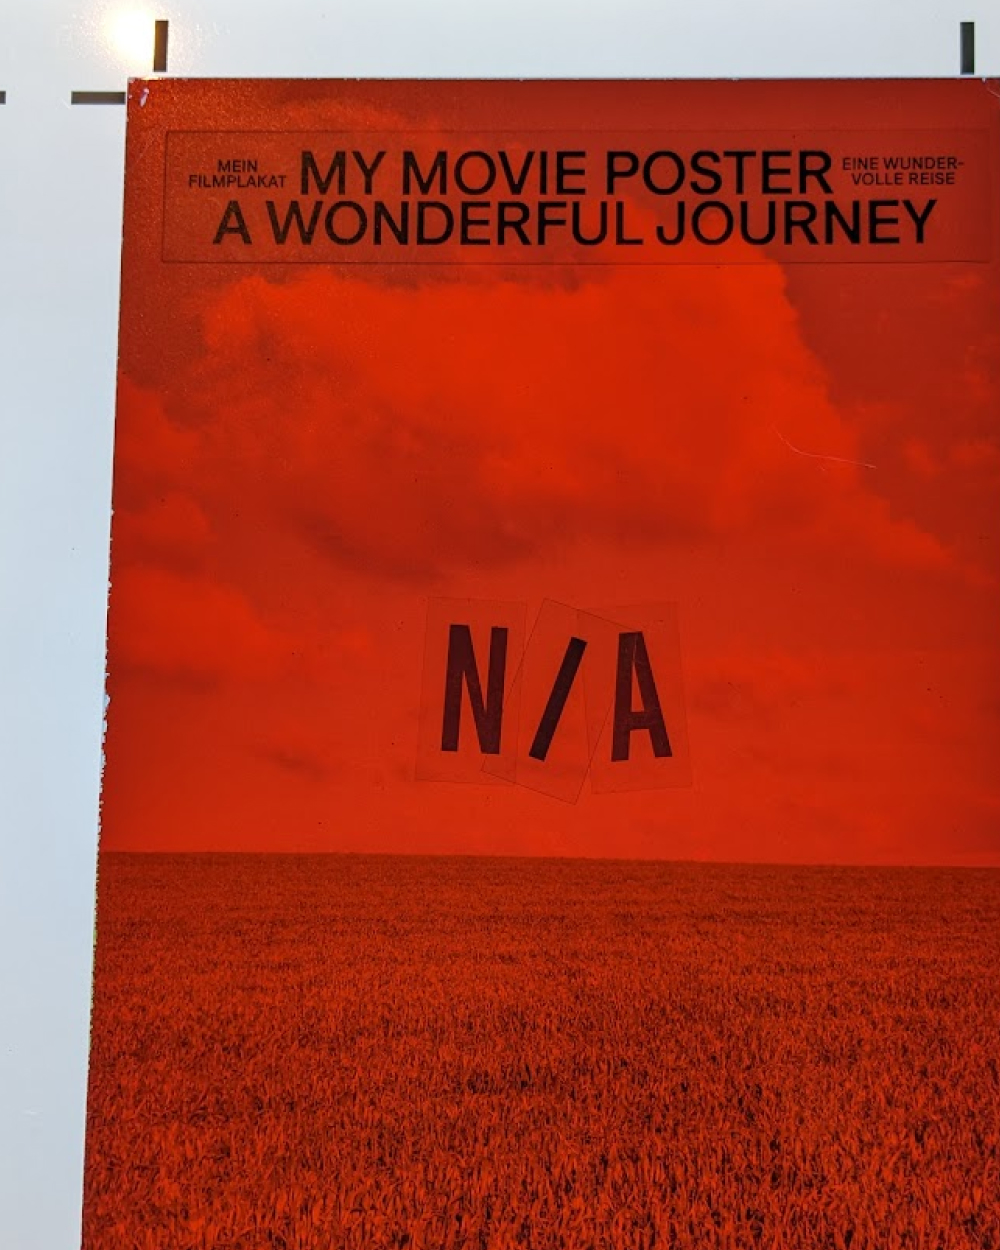 MEIN
FILMPLAKAT
MY MOVIE POSTER
EINE WUNDER-
VOLLE REISE
A WONDERFUL JOURNEY
N/A